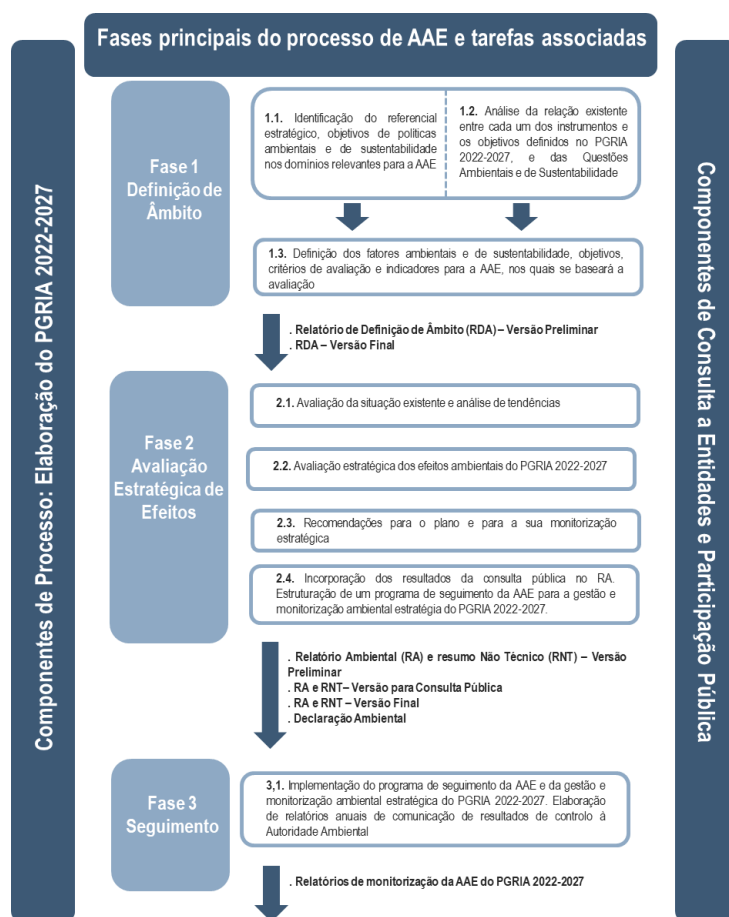 Fases principais do processo de AAE e tarefas associadas
Componentes de Processo: Elaboração do PGRIA 2022-2027
Fase 1
Definição de
Âmbito
1.1. Identificação do referencial
estratégico, objetivos de políticas
ambientais e de sustentabilidade
nos domínios relevantes para a AAE
1.2. Análise da relação existente
entre cada um dos instrumentos e
os objetivos definidos no PGRIA
2022-2027, e das Questões
Ambientais e de Sustentabilidade
1.3. Definição dos fatores ambientais e de sustentabilidade, objetivos,
critérios de avaliação e indicadores para a AAE, nos quais se baseará a
avaliação
. Relatório de Definição de Âmbito (RDA) – Versão Preliminar
. RDA – Versão Final
Fase 2
Avaliação
Estratégica de
Efeitos
2.1. Avaliação da situação existente e análise de tendências
2.2. Avaliação estratégica dos efeitos ambientais do PGRIA 2022-2027
2.3. Recomendações para o plano e para a sua monitorização
estratégica
2.4. Incorporação dos resultados da consulta pública no RA.
Estruturação de um programa de seguimento da AAE para a gestão e
monitorização ambiental estratégia do PGRIA 2022-2027.
. Relatório Ambiental (RA) e resumo Não Técnico (RNT) – Versão
Preliminar
. RA e RNT– Versão para Consulta Pública
. RA e RNT – Versão Final
. Declaração Ambiental
Fase 3
Seguimento
3,1. Implementação do programa de seguimento da AAE e da gestão e
monitorização ambiental estratégica do PGRIA 2022-2027. Elaboração
de relatórios anuais de comunicação de resultados de controlo à
Autoridade Ambiental
. Relatórios de monitorização da AAE do PGRIA 2022-2027
Componentes de Consulta a Entidades e Participação Pública